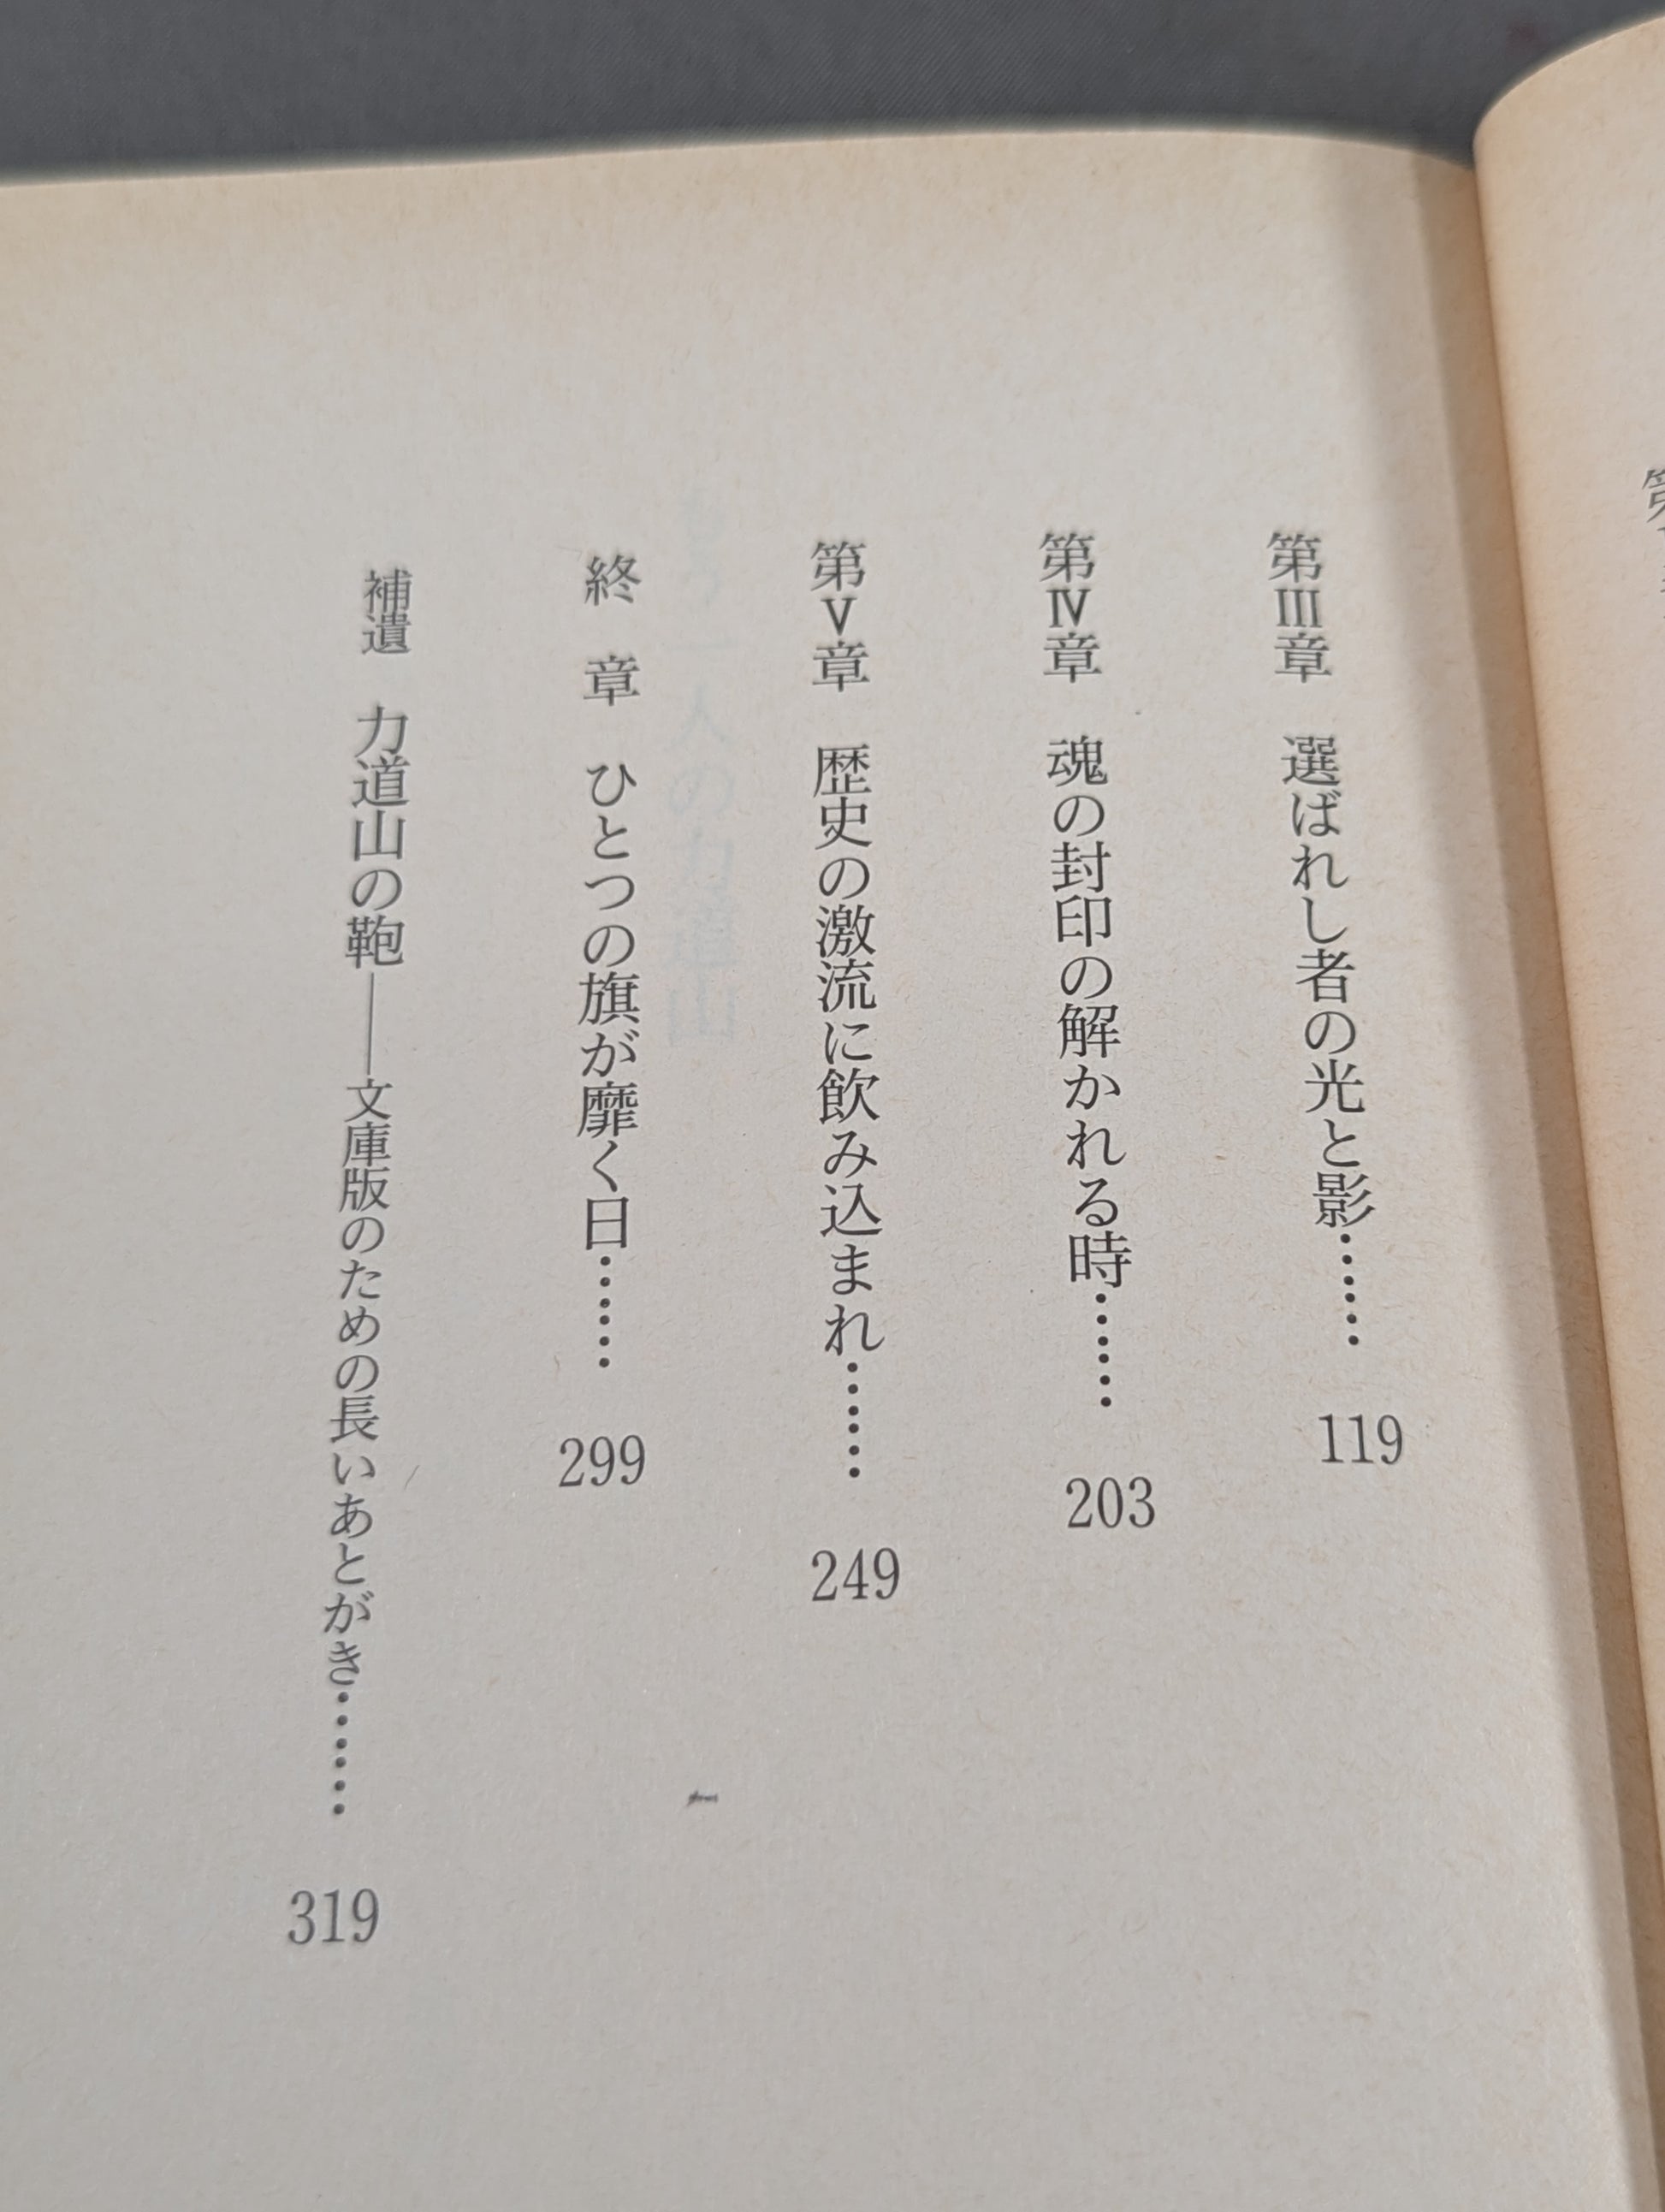 第Ⅲ章　選ばれし者の光と影……119
第Ⅳ章　魂の封印の解かれる時……203
第Ⅴ章　歴史の激流に飲み込まれ……249
終　章　ひとつの旗が靡く日……299
補遺　力道山の鞄——文庫版のための長いあとがき……319